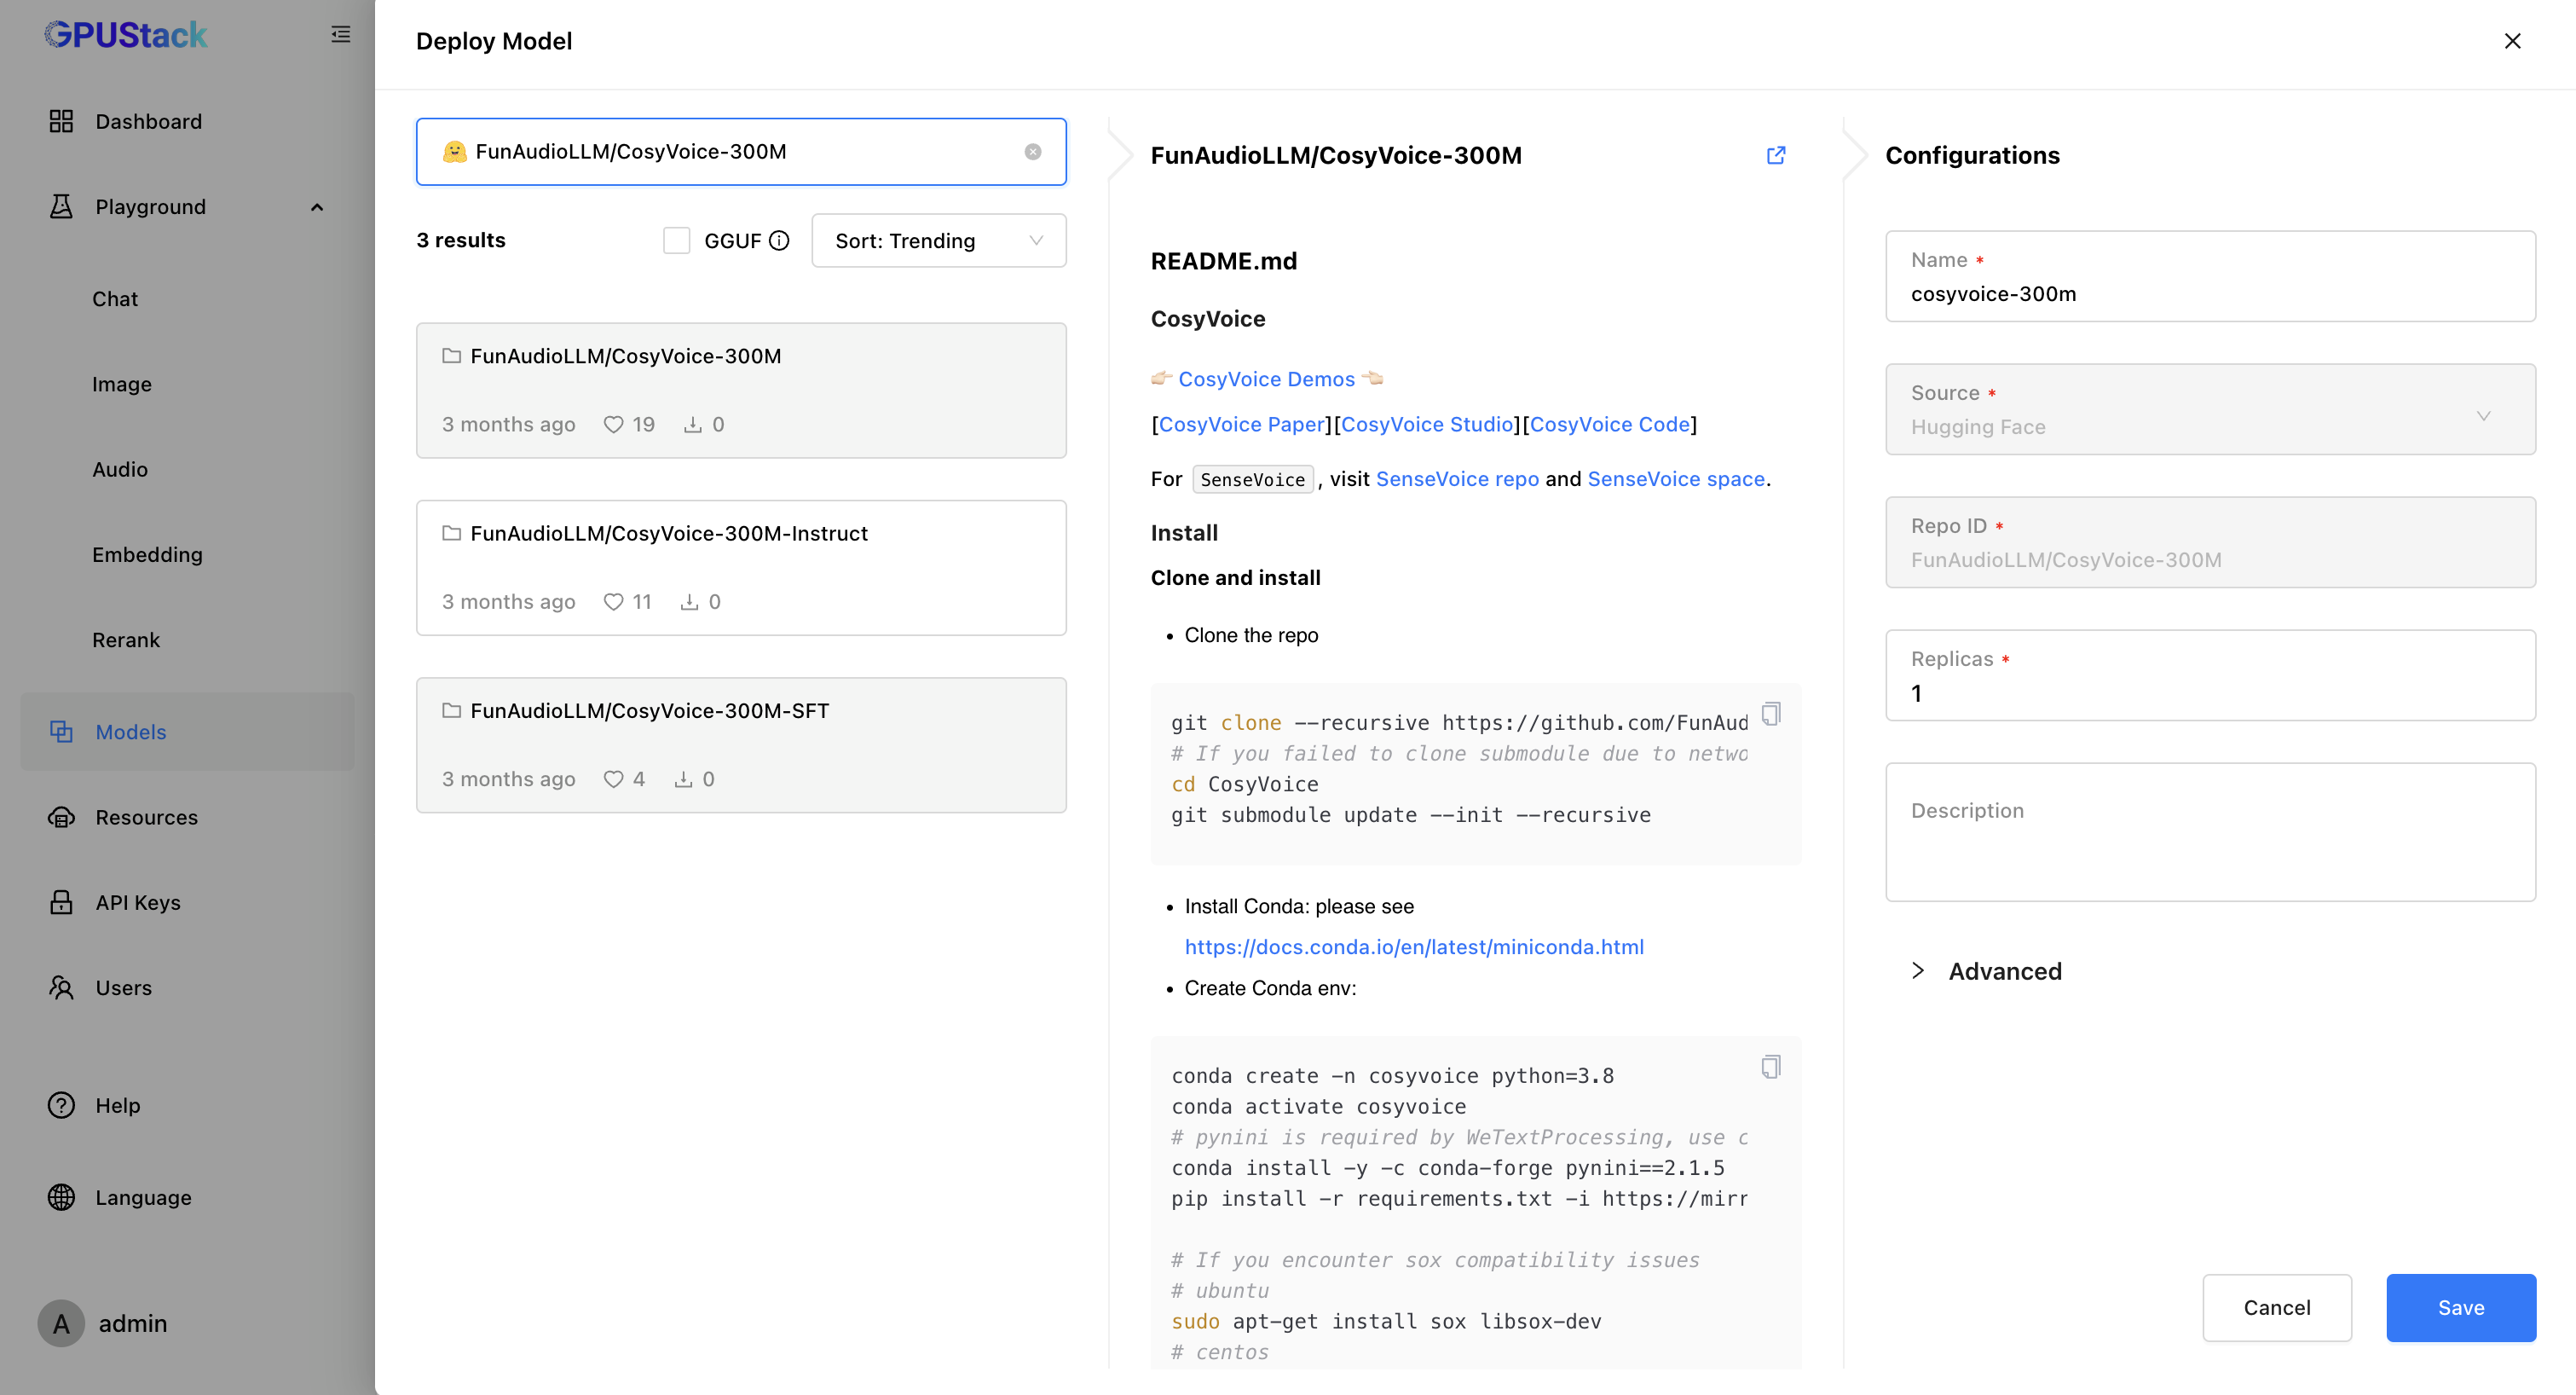 GPUStack
Dashboard
Playground
Chat
Image
Audio
Embedding
Rerank
Models
Resources
API Keys
Users
Help
Language
A admin
Deploy Model
FunAudioLLM/CosyVoice-300M
3 results GGUF Sort: Trending
FunAudioLLM/CosyVoice-300M
3 months ago 19 0
FunAudioLLM/CosyVoice-300M-Instruct
3 months ago 11 0
FunAudioLLM/CosyVoice-300M-SFT
3 months ago 4 0
FunAudioLLM/CosyVoice-300M
README.md
CosyVoice
👉🏻 CosyVoice Demos 👈🏻
[CosyVoice Paper][CosyVoice Studio][CosyVoice Code]
For SenseVoice, visit SenseVoice repo and SenseVoice space.
Install
Clone and install
• Clone the repo
git clone --recursive https://github.com/FunAud
# If you failed to clone submodule due to netwo
cd CosyVoice
git submodule update --init --recursive
• Install Conda: please see
https://docs.conda.io/en/latest/miniconda.html
• Create Conda env:
conda create -n cosyvoice python=3.8
conda activate cosyvoice
# pynini is required by WeTextProcessing, use c
conda install -y -c conda-forge pynini==2.1.5
pip install -r requirements.txt -i https://mirr
# If you encounter sox compatibility issues
# ubuntu
sudo apt-get install sox libsox-dev
# centos
Configurations
Name *
cosyvoice-300m
Source *
Hugging Face
Repo ID *
FunAudioLLM/CosyVoice-300M
Replicas *
1
Description
Advanced
Cancel Save